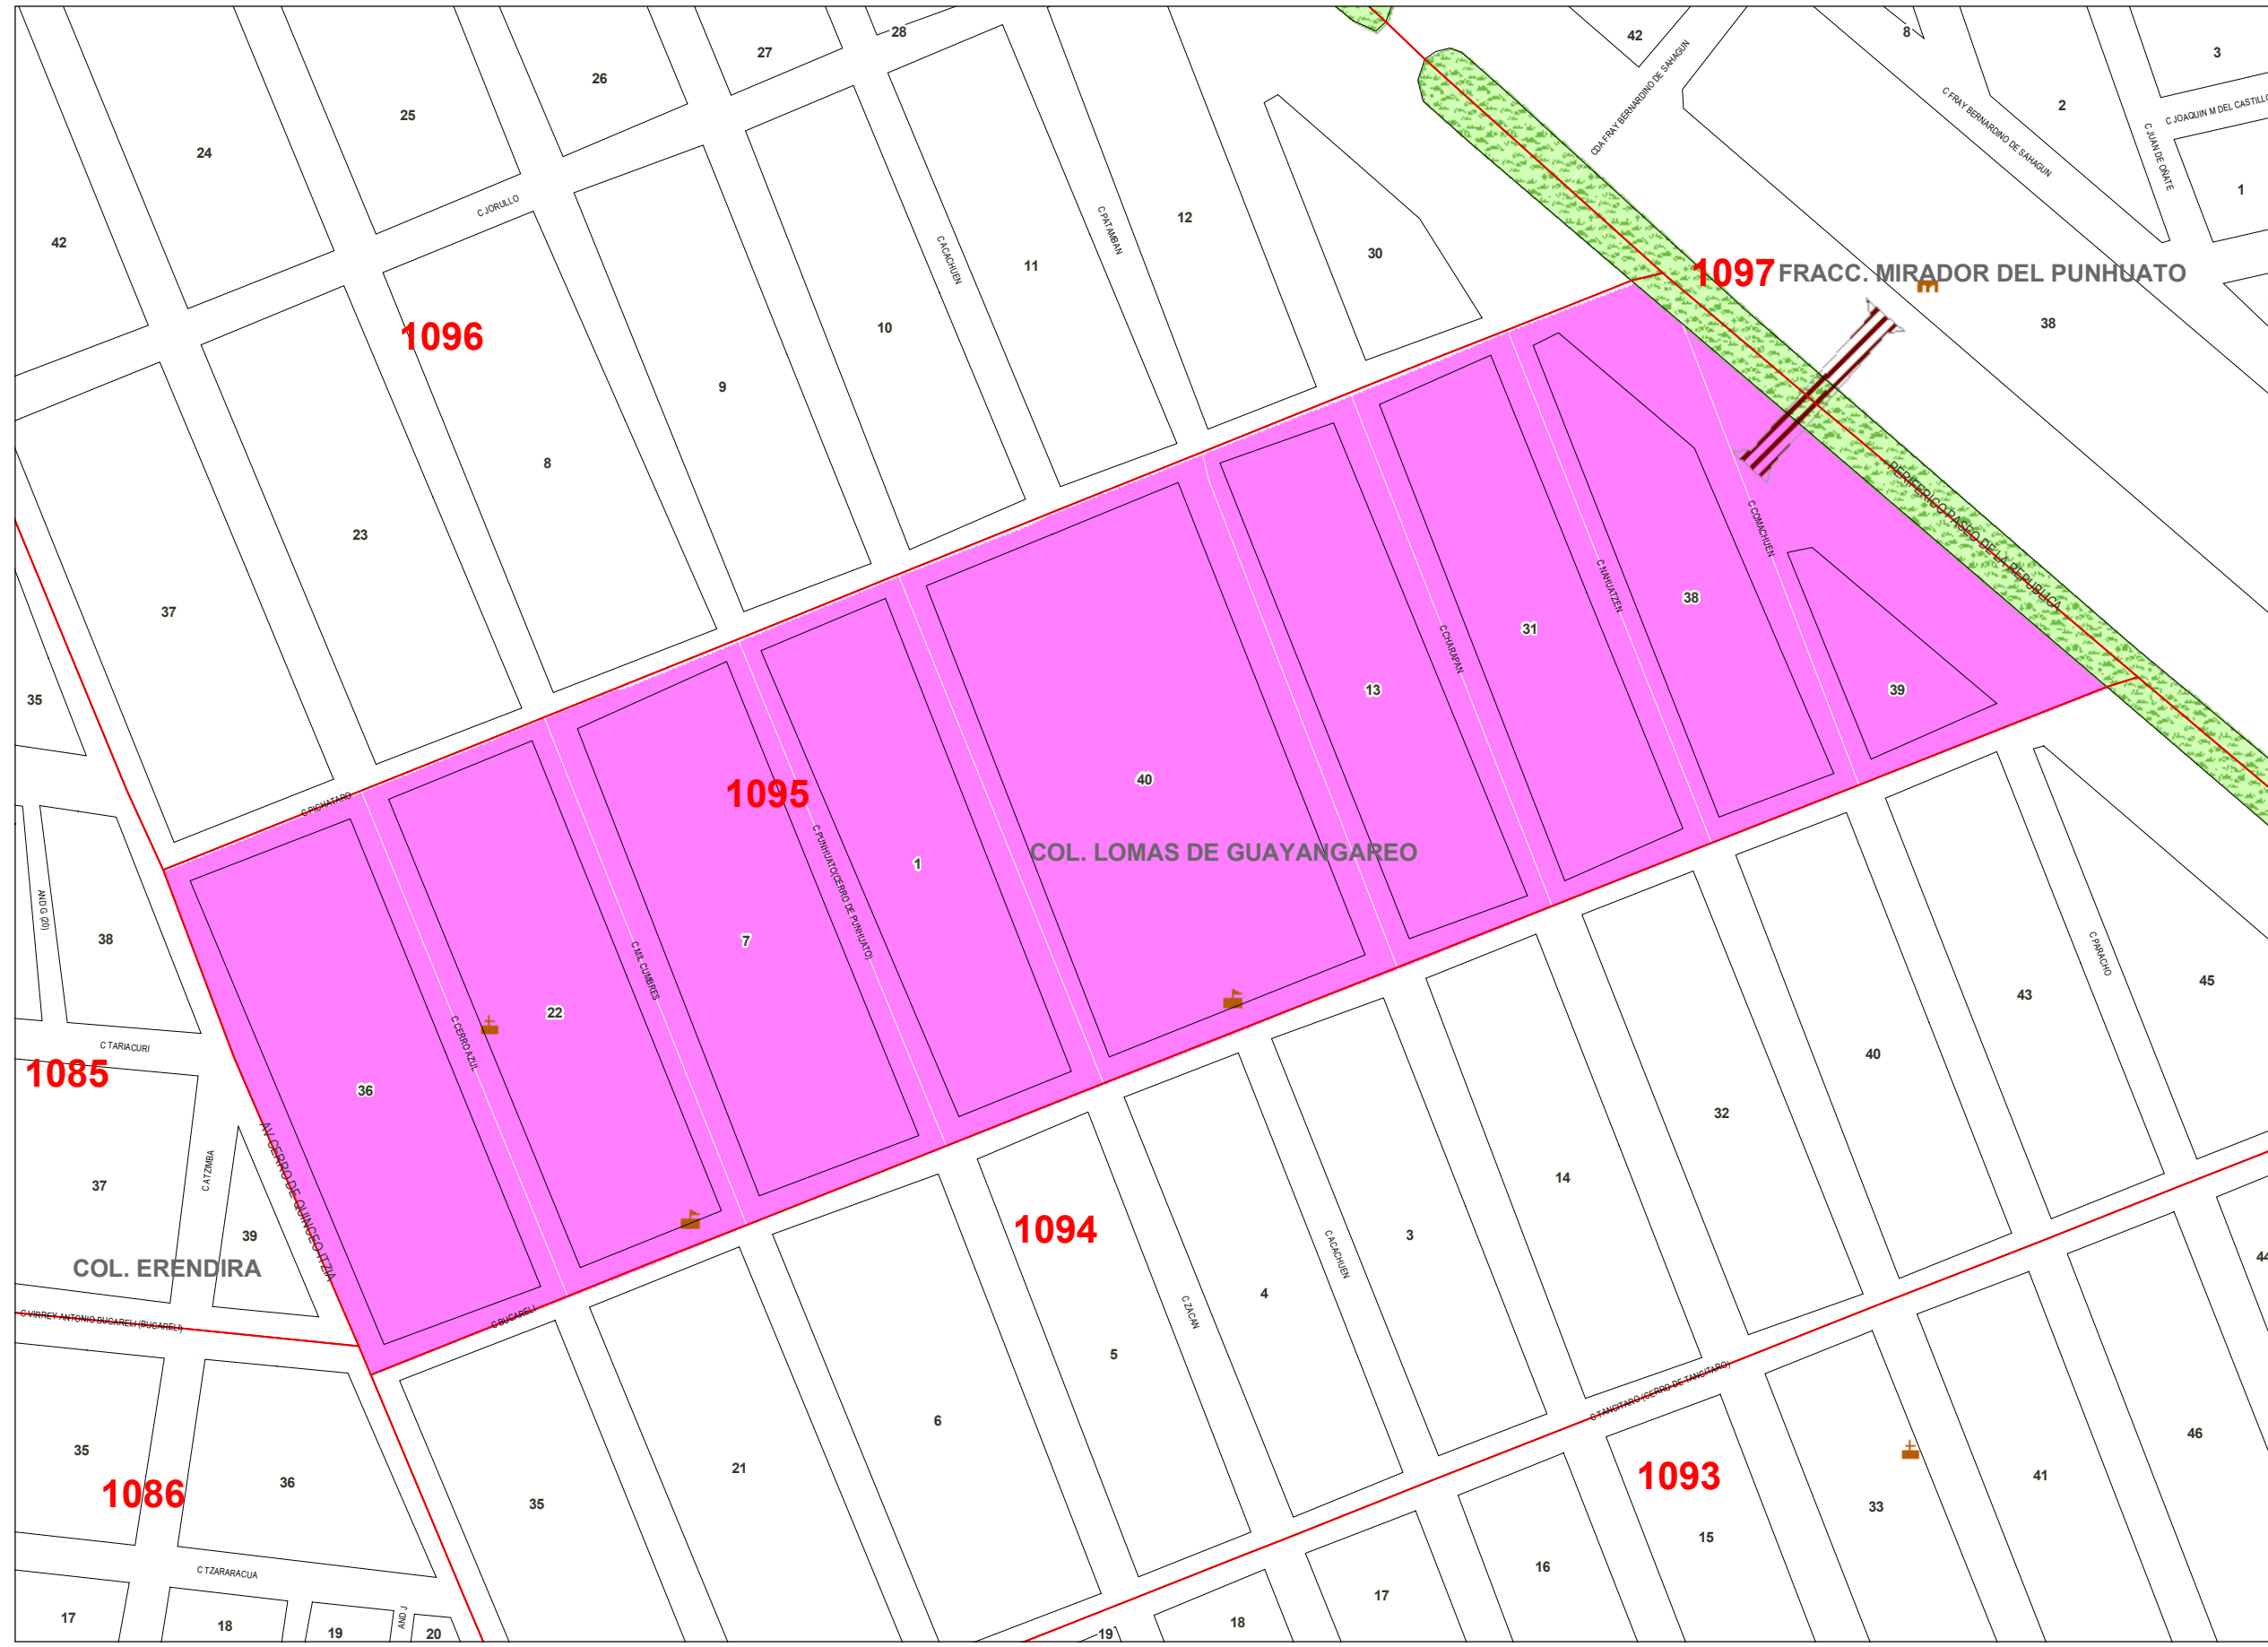 28
42
8
3
27
26
25
24
2
C JOAQUIN M DEL CASTILLO
CDA FRAY BERNARDINO DE SAHAGUN
C FRAY BERNARDINO DE SAHAGUN
C JUAN DE OÑATE
1
C JORULLO
42
C ACACHUEN
11
C PATAMBAN
12
30
1097
FRACC. MIRADOR DEL PUNHUATO
38
1096
10
9
8
23
37
35
PERIFERICO PASEO DE LA REPUBLICA
C COMACHUEN
C NAHUATZEN
38
31
C CHARAPAN
13
39
40
1095
C PICHATARO
COL. LOMAS DE GUAYANGAREO
1
C PUNHUATO(CERRO DE PUNHUATO)
7
C MIL CUMBRES
22
C CERRO AZUL
36
AND G (20)
38
C TARIACURI
1085
37
C ATZIMBA
39
AV CERRO DE QUINCEO ITZIA
COL. ERENDIRA
C VIRREY ANTONIO BUCARELI (BUCARELI)
C BUCARELI
C PARACHO
45
43
40
32
14
1094
3
C ACACHUEN
4
C ZACAN
5
6
21
35
C TANCITARO (CERRO DE TANCITARO)
44
46
41
33
1093
15
16
17
18
19
35
1086
36
C TZARARACUA
17
18
19
AND J
20